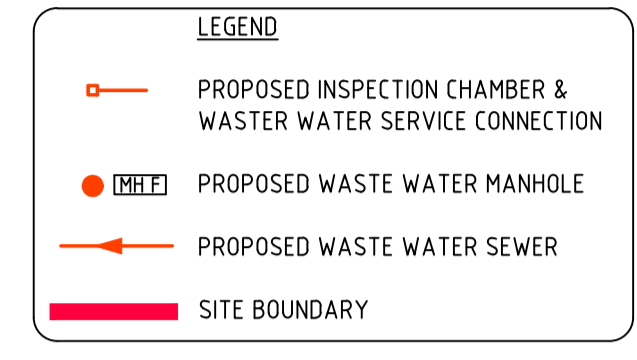 LEGEND
PROPOSED INSPECTION CHAMBER &
WASTER WATER SERVICE CONNECTION
MH F PROPOSED WASTE WATER MANHOLE
PROPOSED WASTE WATER SEWER
SITE BOUNDARY